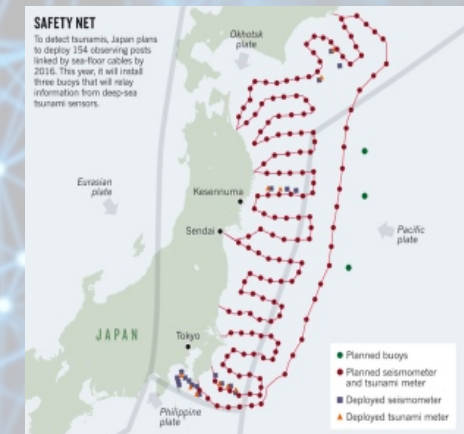 SAFETY NET
To detect tsunamis, Japan plans
to deploy 154 observing posts
linked by sea-floor cables by
2016. This year, it will install
three buoys that will relay
information from deep-sea
tsunami sensors.
Okhotsk
plate
Eurasian
plate
Kesennuma
Sendai
Pacific
plate
JAPAN
Tokyo
Philippine
plate
Planned buoys
Planned seismometer
and tsunami meter
Deployed seismometer
Deployed tsunami meter